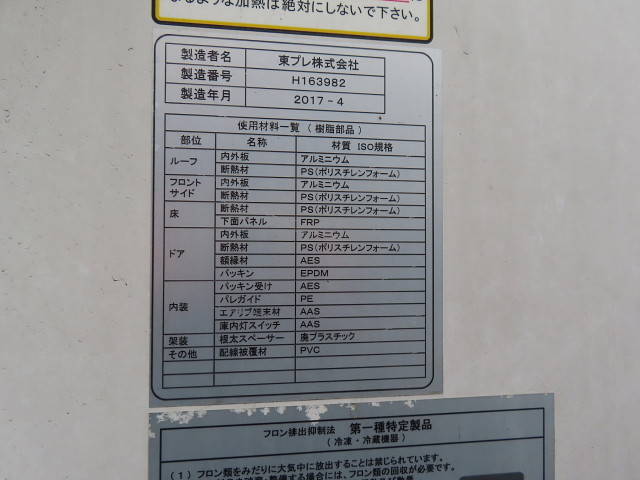 るような加熱は絶対にしないで下さい。
製造者名 東プレ株式会社
製造番号 H163982
製造年月 2017-4
使用材料一覧（樹脂部品）
部位 名称 材質 ISO規格
ルーフ 内外板 アルミニウム
断熱材 PS(ポリスチレンフォーム)
フロント サイド 内外板 アルミニウム
断熱材 PS(ポリスチレンフォーム)
床 断熱材 PS(ポリスチレンフォーム)
下面パネル FRP
ドア 内外板 アルミニウム
断熱材 PS(ポリスチレンフォーム)
額縁材 AES
パッキン EPDM
内装 パッキン受け AES
パレガイド PE
エアリブ端末材 AAS
庫内灯スイッチ AAS
架装 根太スペーサー 廃プラスチック
その他 配線被覆材 PVC
フロン排出抑制法 第一種特定製品
（冷凍・冷蔵機器）
（1）フロン類をみだりに大気中に放出することは禁じられています。
場合には、フロン類の回収が必要です。